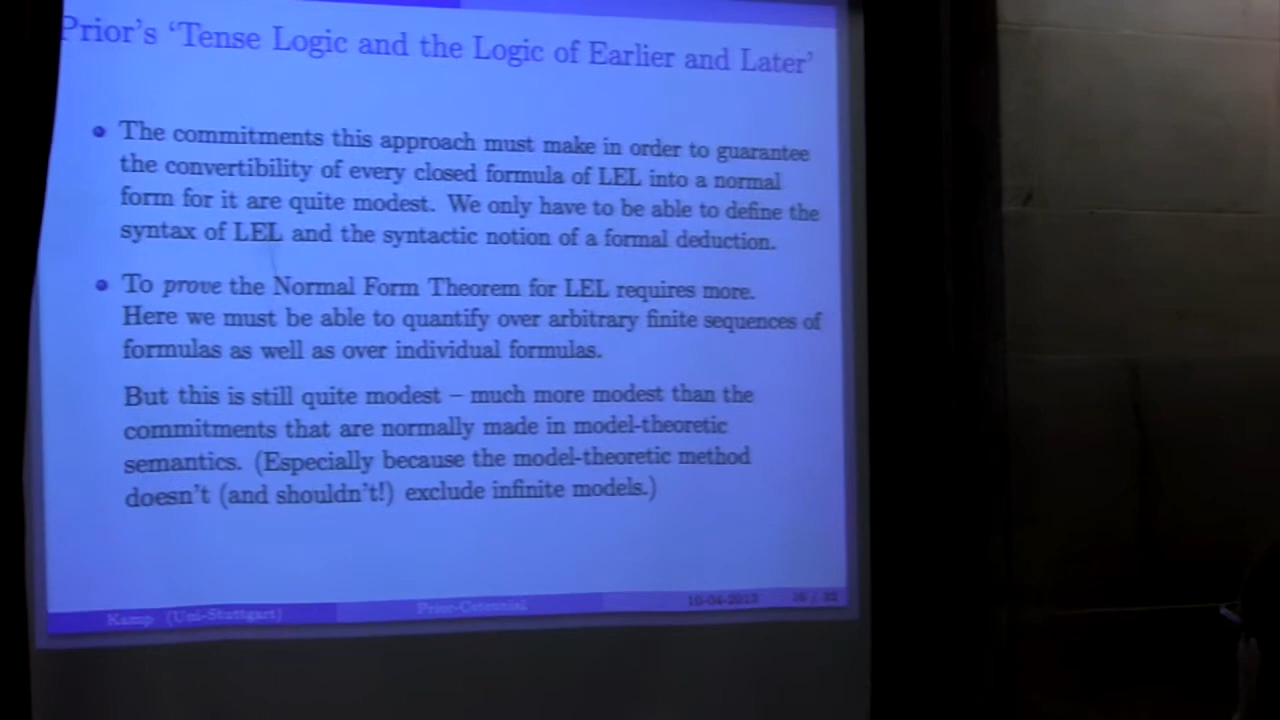 Prior's 'Tense Logic and the Logic of Earlier and Later'
The commitments this approach must make in order to guarantee
the convertibility of every closed formula of LEL into a normal
form for it are quite modest. We only have to be able to define the
syntax of LEL and the syntactic notion of a formal deduction.
To prove the Normal Form Theorem for LEL requires more.
Here we must be able to quantify over arbitrary finite sequences of
formulas as well as over individual formulas.
But this is still quite modest – much more modest than the
commitments that are normally made in model-theoretic
semantics. (Especially because the model-theoretic method
doesn't (and shouldn't!) exclude infinite models.)
Kamp (Uni-Stuttgart)